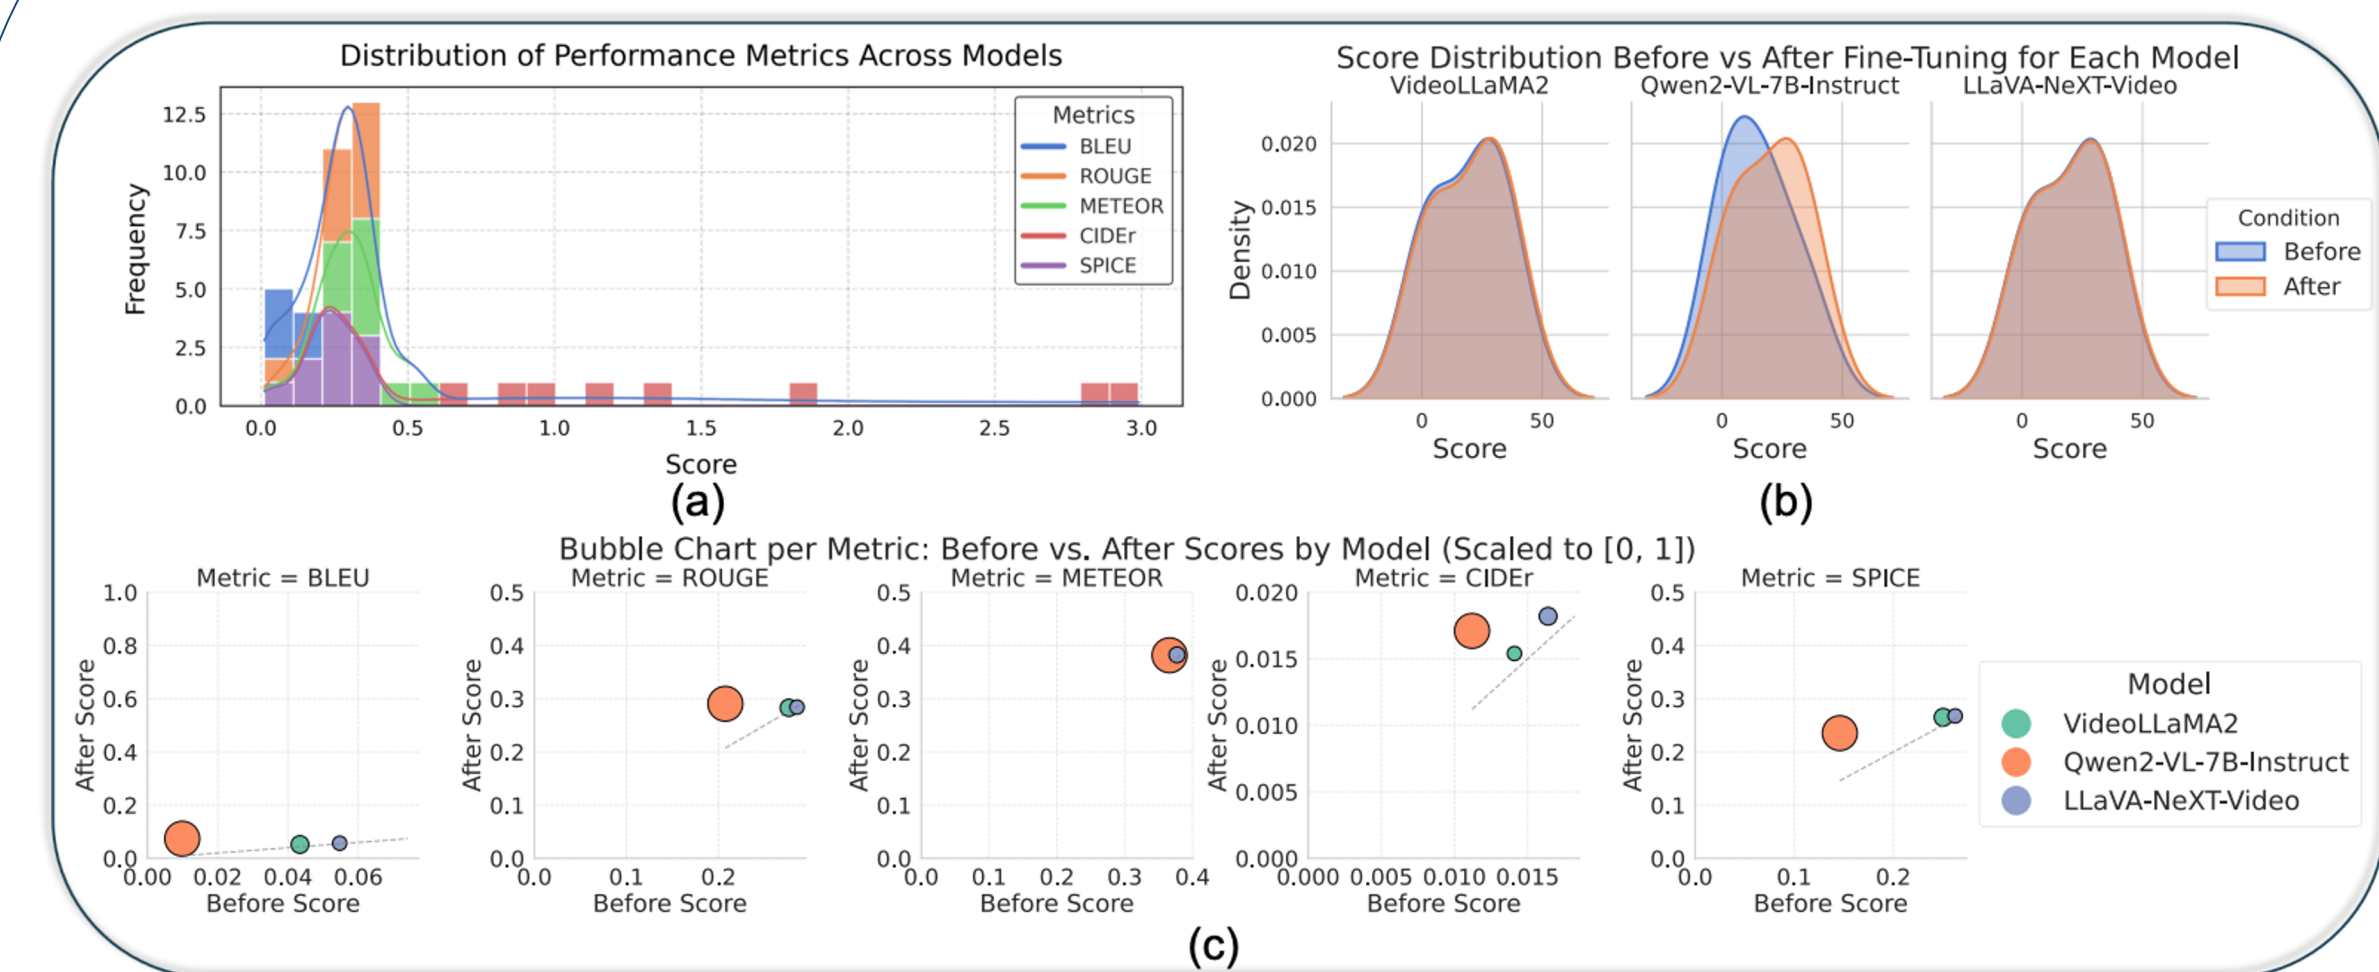 Distribution of Performance Metrics Across Models
Frequency
12.5
10.0
7.5
5.0
2.5
0.0
0.0 0.5 1.0 1.5 2.0 2.5 3.0
Score
Metrics
BLEU
ROUGE
METEOR
CIDEr
SPICE
(a)
Score Distribution Before vs After Fine-Tuning for Each Model
VideoLLaMA2 Qwen2-VL-7B-Instruct LLaVA-NeXT-Video
Density
0.020
0.015
0.010
0.005
0.000
0 50 0 50 0 50
Score Score Score
Condition
Before
After
(b)
Bubble Chart per Metric: Before vs. After Scores by Model (Scaled to [0, 1])
Metric = BLEU
After Score
1.0
0.8
0.6
0.4
0.2
0.0
0.00 0.02 0.04 0.06
Before Score
Metric = ROUGE
After Score
0.5
0.4
0.3
0.2
0.1
0.0
0.0 0.1 0.2
Before Score
Metric = METEOR
After Score
0.5
0.4
0.3
0.2
0.1
0.0
0.0 0.1 0.2 0.3 0.4
Before Score
Metric = CIDEr
After Score
0.020
0.015
0.010
0.005
0.000
0.000 0.005 0.010 0.015
Before Score
Metric = SPICE
After Score
0.5
0.4
0.3
0.2
0.1
0.0
0.0 0.1 0.2
Before Score
Model
VideoLLaMA2
Qwen2-VL-7B-Instruct
LLaVA-NeXT-Video
(c)